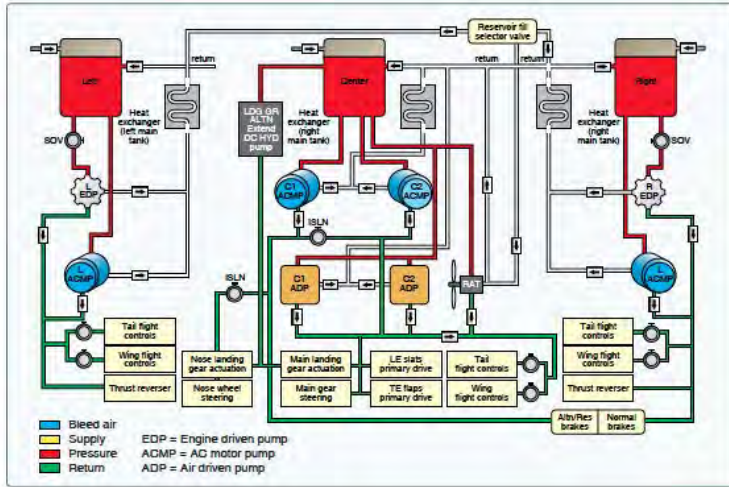 Reservoir fill
selector valve
return
return
return
Left
Center
Right
Heat
exchanger
(left main
tank)
LDG GR
ALTN
Extend
DC HYD
pump
Heat
exchanger
(right main
tank)
Heat
exchanger
(right main
tank)
SOV
SOV
L
EDP
C1
ACMP
C2
ACMP
R
EDP
ISLN
ISLN
L
ACMP
C1
ADP
C2
ADP
RAT
L
ACMP
Tail flight
controls
Wing flight
controls
Thrust reverser
Nose landing
gear actuation
Nose wheel
steering
Main landing
gear actuation
Main gear
steering
LE slats
primary drive
TE flaps
primary drive
Tail
flight controls
Wing
flight controls
Tail flight
controls
Wing flight
controls
Thrust reverser
Altn/Res
brakes
Normal
brakes
Bleed air
Supply
Pressure
Return
EDP = Engine driven pump
ACMP = AC motor pump
ADP = Air driven pump